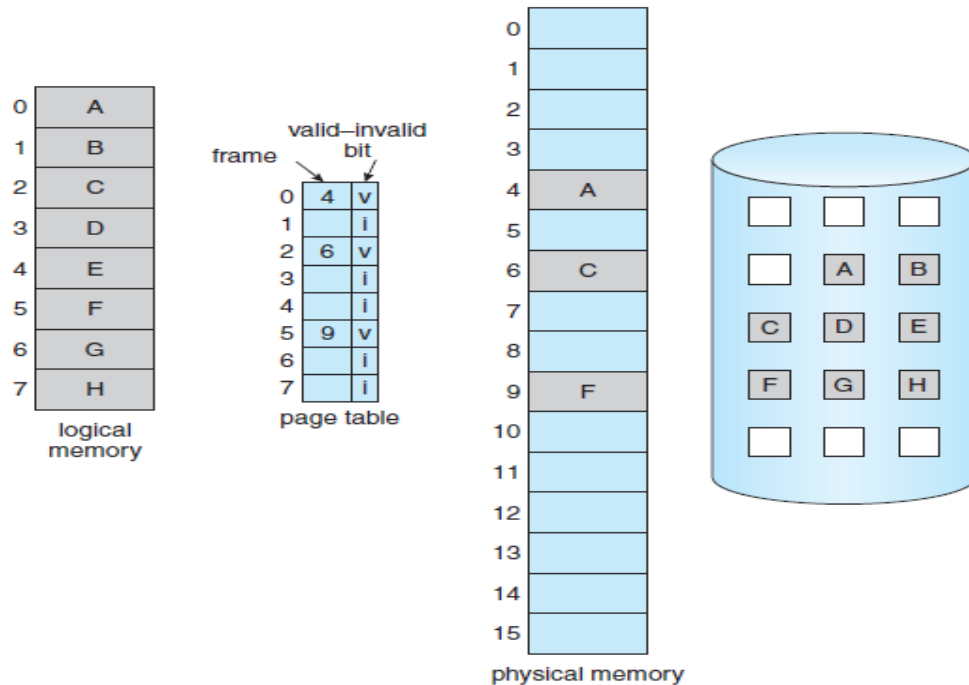 0 A
1 B
2 C
3 D
4 E
5 F
6 G
7 H
logical
memory
valid–invalid
bit
frame
0 4 v
1 i
2 6 v
3 i
4 i
5 9 v
6 i
7 i
page table
0
1
2
3
4 A
5
6 C
7
8
9 F
10
11
12
13
14
15
physical memory
A B
C D E
F G H